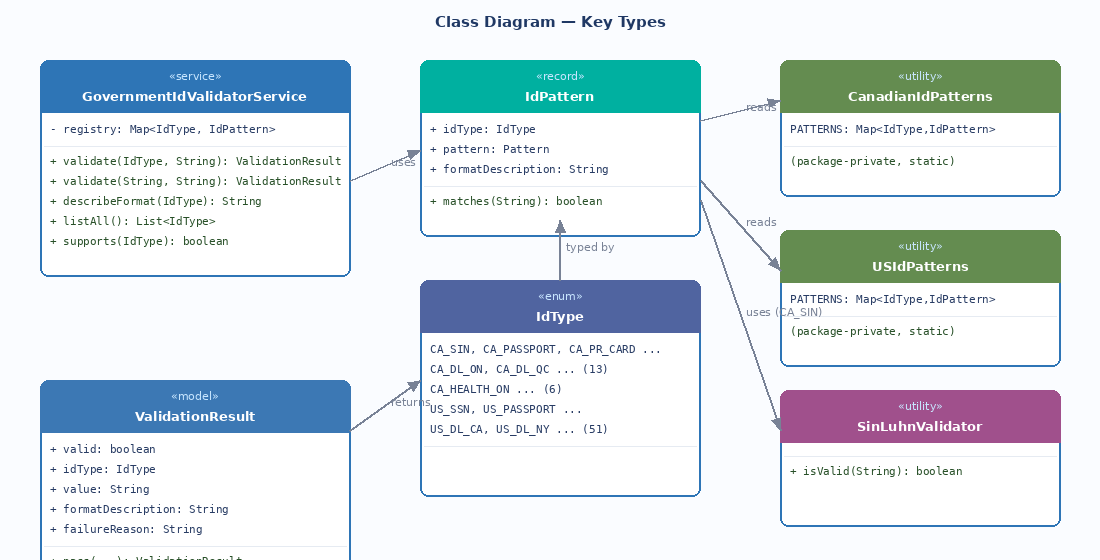 Class Diagram — Key Types
«service»
GovernmentIdValidatorService
- registry: Map<IdType, IdPattern>
+ validate(IdType, String): ValidationResult
+ validate(String, String): ValidationResult
+ describeFormat(IdType): String
+ listAll(): List<IdType>
+ supports(IdType): boolean
uses
«record»
IdPattern
+ idType: IdType
+ pattern: Pattern
+ formatDescription: String
+ matches(String): boolean
typed by
reads
«utility»
CanadianIdPatterns
PATTERNS: Map<IdType,IdPattern>
(package-private, static)
reads
«utility»
USIdPatterns
PATTERNS: Map<IdType,IdPattern>
(package-private, static)
uses (CA_SIN)
«enum»
IdType
CA_SIN, CA_PASSPORT, CA_PR_CARD ...
CA_DL_ON, CA_DL_QC ... (13)
CA_HEALTH_ON ... (6)
US_SSN, US_PASSPORT ...
US_DL_CA, US_DL_NY ... (51)
returns
«model»
ValidationResult
+ valid: boolean
+ idType: IdType
+ value: String
+ formatDescription: String
+ failureReason: String
«utility»
SinLuhnValidator
+ isValid(String): boolean